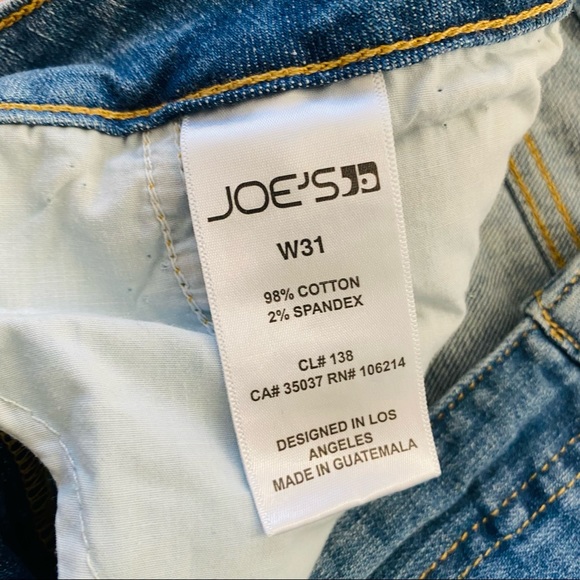 JOE'S
W31
98% COTTON
2% SPANDEX
CL# 138
CA# 35037 RN# 106214
DESIGNED IN LOS
ANGELES
MADE IN GUATEMALA